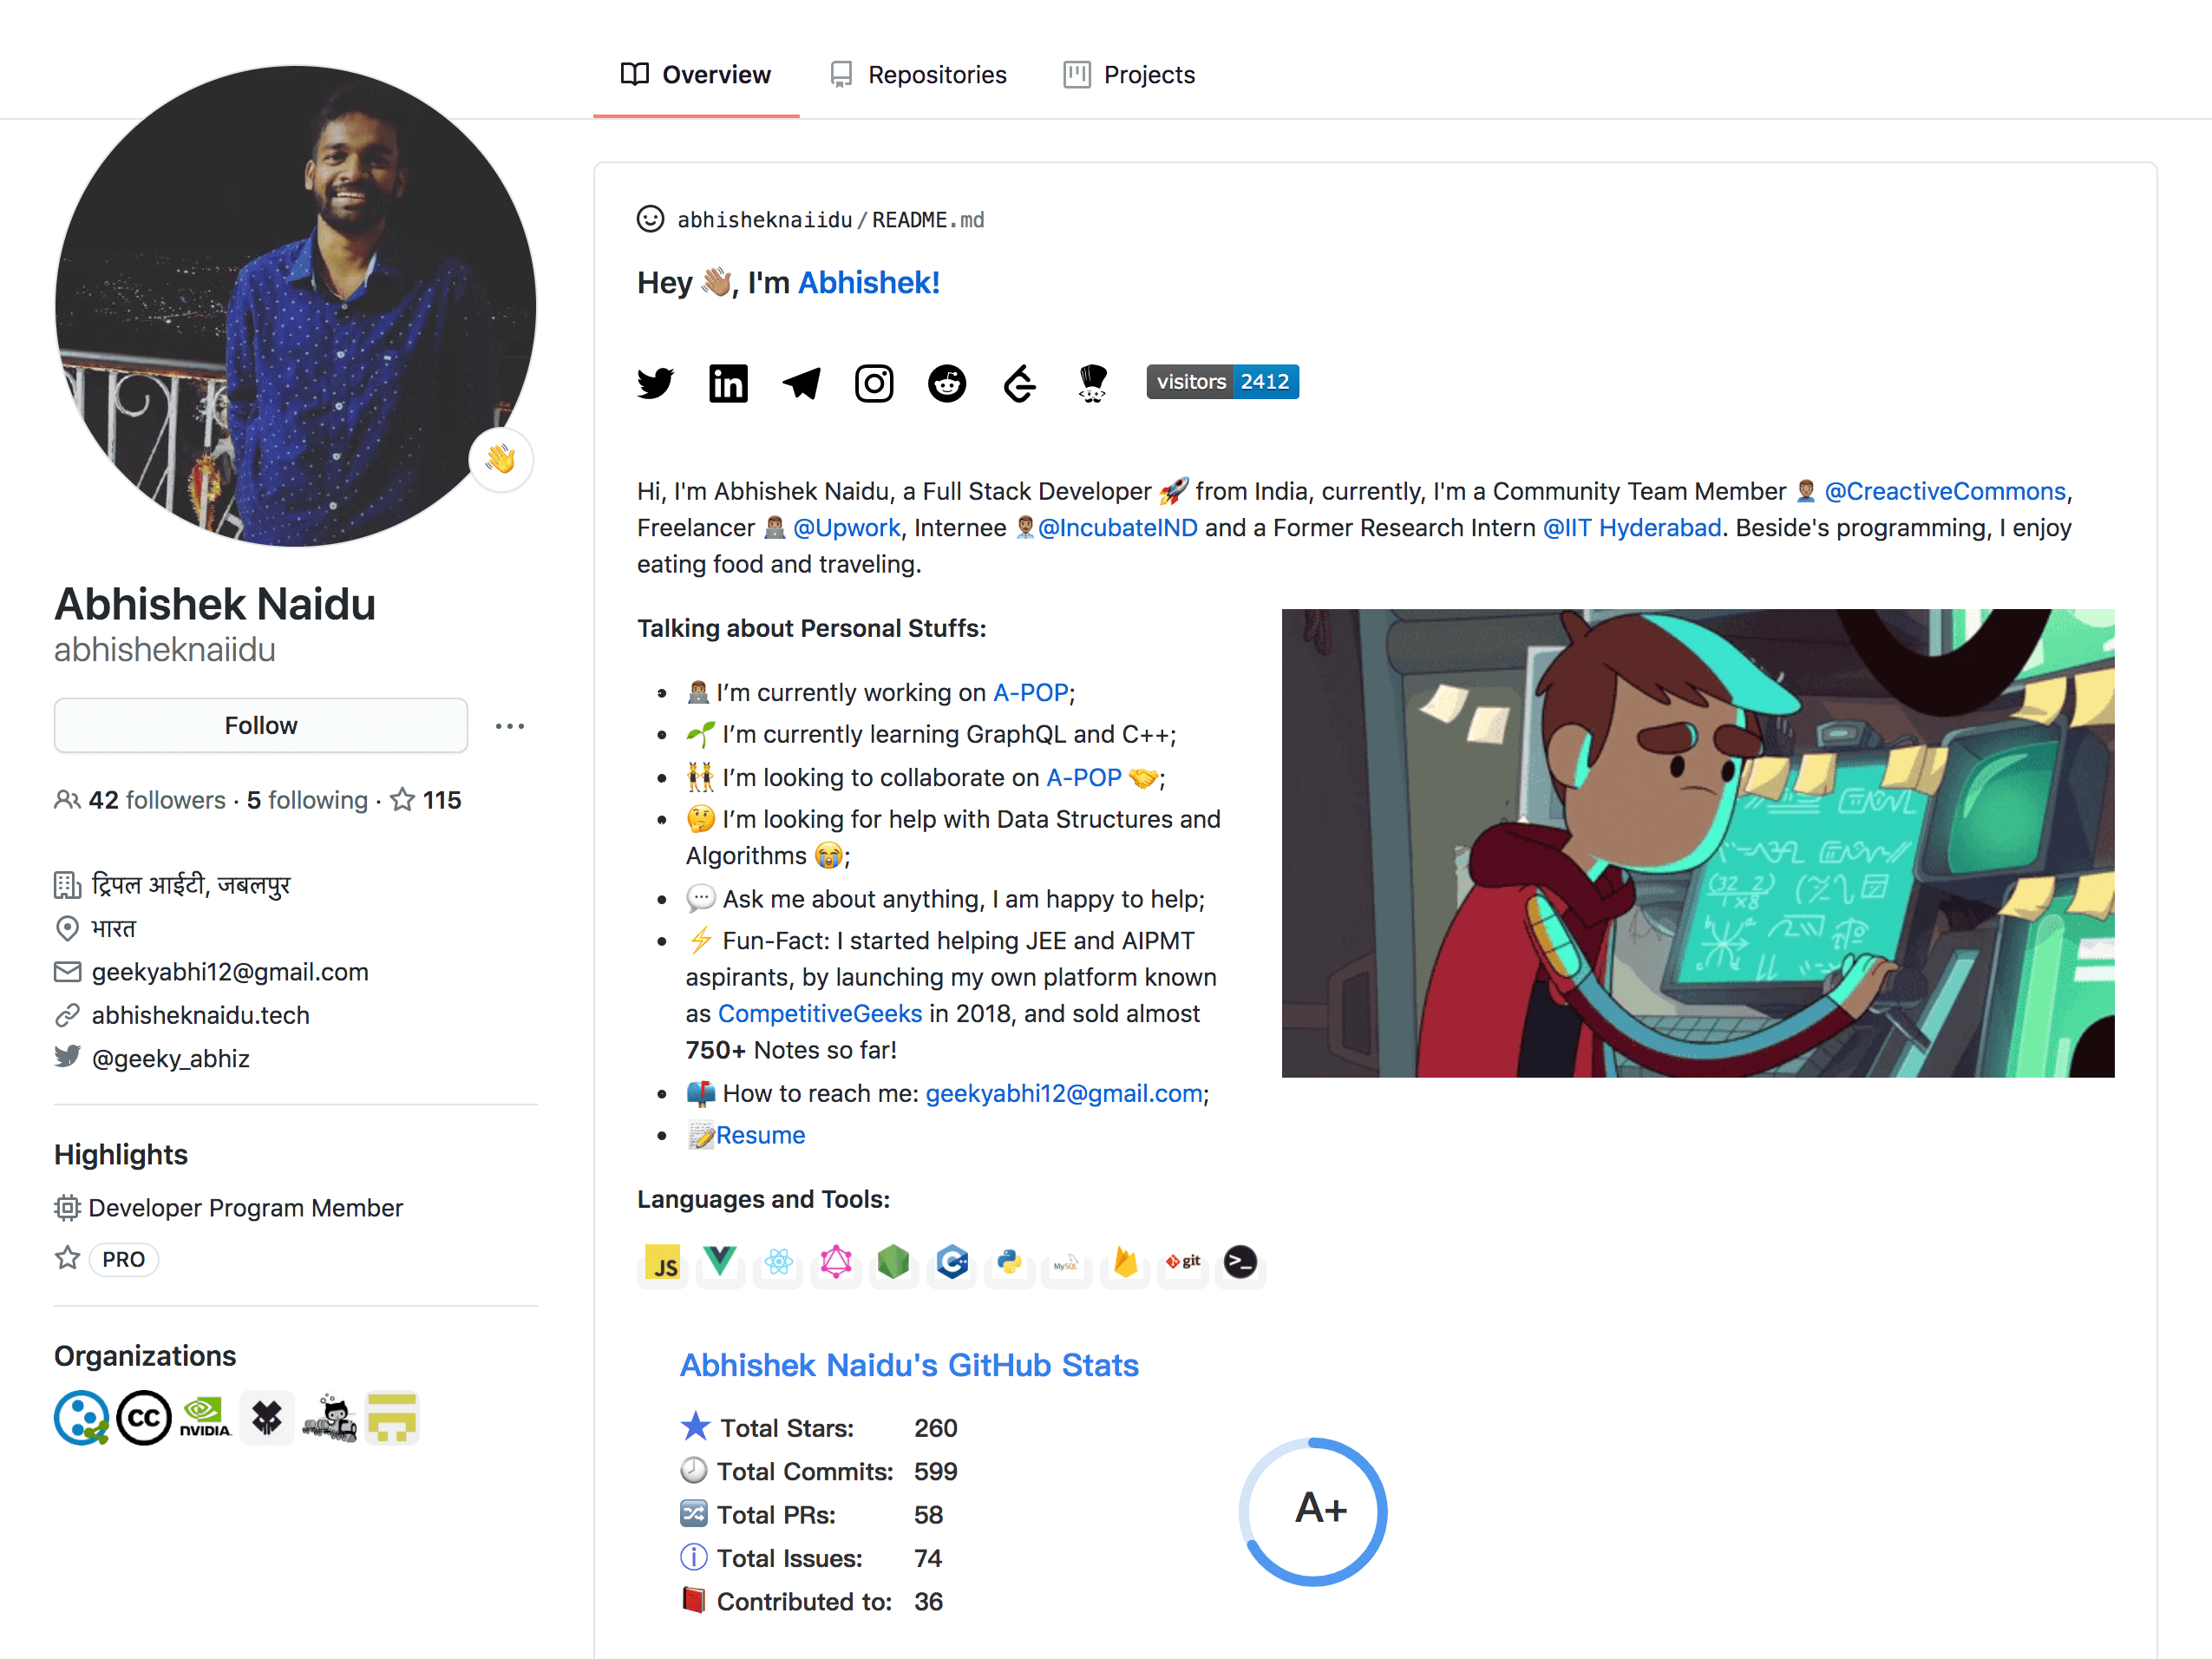 Overview
Repositories
Projects
abhisheknaiidu/README.md
Hey 👋🏽, I'm Abhishek!
visitors 2412
Hi, I'm Abhishek Naidu, a Full Stack Developer 🚀 from India, currently, I'm a Community Team Member 👨🏽‍💼 @CreactiveCommons,
Freelancer 👨🏽‍💻 @Upwork, Internee 👨🏽‍⚕️@IncubateIND and a Former Research Intern @IIT Hyderabad. Beside's programming, I enjoy
eating food and traveling.
Talking about Personal Stuffs:
👨🏽‍💻 I’m currently working on A-POP;
🌱 I’m currently learning GraphQL and C++;
👯 I’m looking to collaborate on A-POP 🤝;
🤔 I’m looking for help with Data Structures and
Algorithms 😭;
💬 Ask me about anything, I am happy to help;
⚡ Fun-Fact: I started helping JEE and AIPMT
aspirants, by launching my own platform known
as CompetitiveGeeks in 2018, and sold almost
750+ Notes so far!
📫 How to reach me: geekyabhi12@gmail.com;
📝Resume
Languages and Tools:
JS
MySQL
git
Abhishek Naidu's GitHub Stats
Total Stars: 260
Total Commits: 599
Total PRs: 58
Total Issues: 74
Contributed to: 36
A+
Abhishek Naidu
abhisheknaiidu
Follow
42 followers · 5 following · 115
ट्रिपल आईटी, जबलपुर
भारत
geekyabhi12@gmail.com
abhisheknaidu.tech
@geeky_abhiz
Highlights
Developer Program Member
PRO
Organizations
CC
NVIDIA